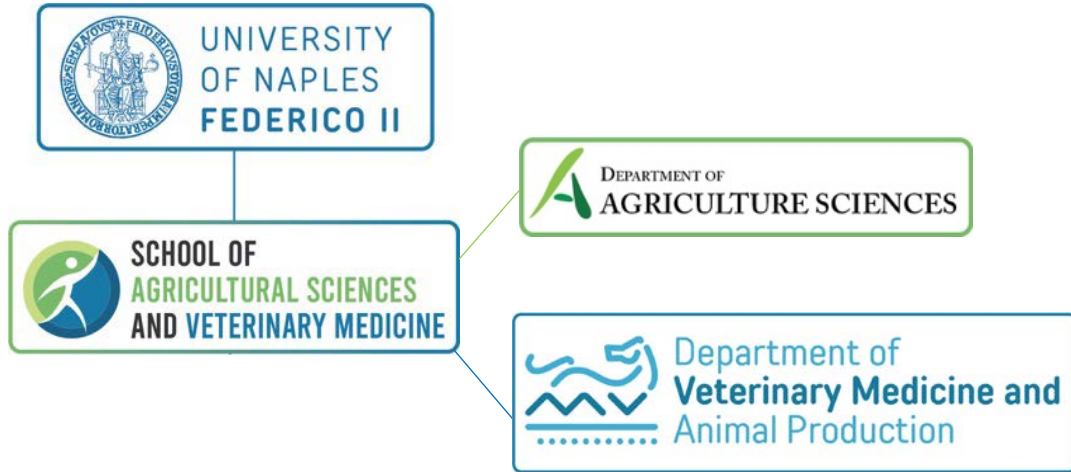 UNIVERSITY
OF NAPLES
FEDERICO II
DEPARTMENT OF
AGRICULTURE SCIENCES
SCHOOL OF
AGRICULTURAL SCIENCES
AND VETERINARY MEDICINE
Department of
Veterinary Medicine and
Animal Production